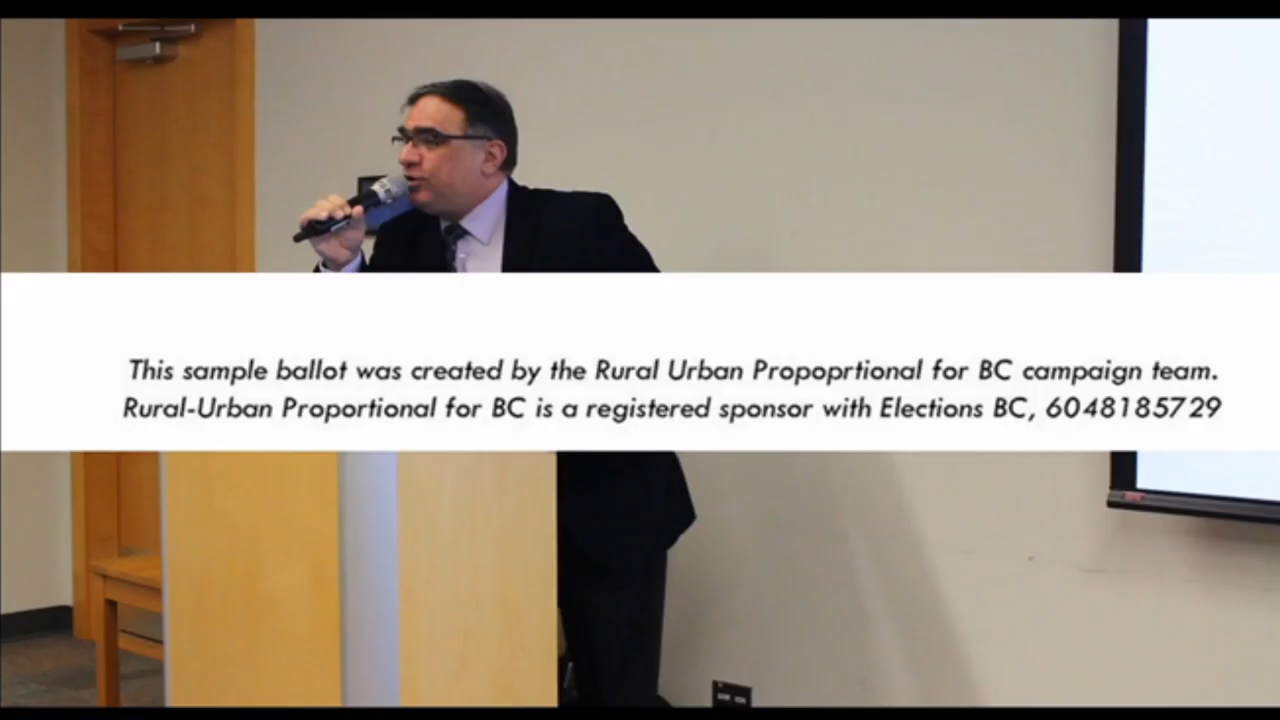 This sample ballot was created by the Rural Urban Propoprtional for BC campaign team.
Rural-Urban Proportional for BC is a registered sponsor with Elections BC, 6048185729